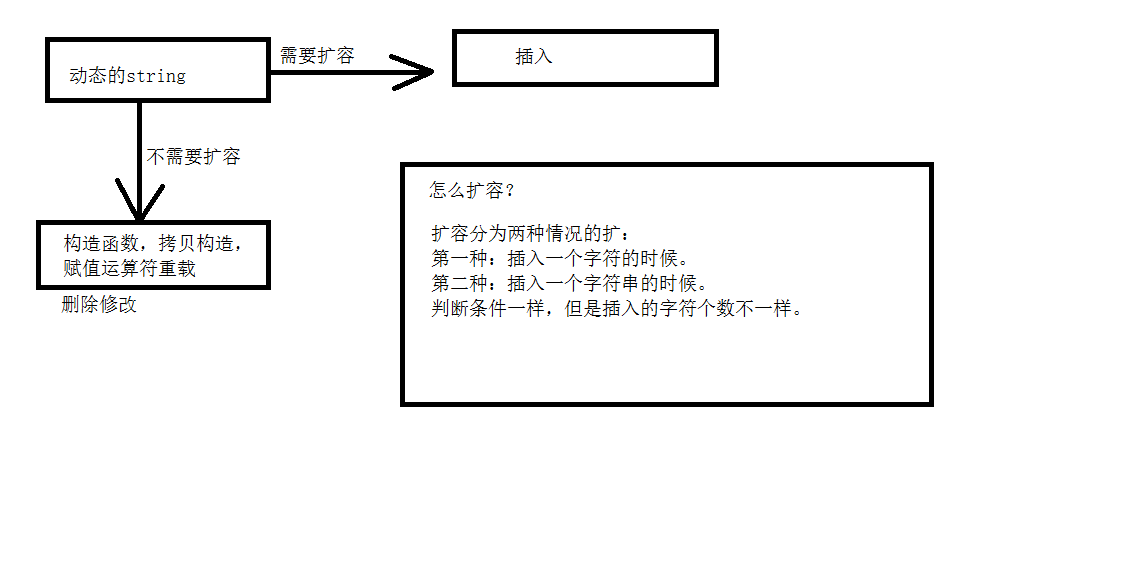 需要扩容
插入
动态的string
不需要扩容
构造函数，拷贝构造，
赋值运算符重载
删除修改
怎么扩容？
扩容分为两种情况的扩：
第一种：插入一个字符的时候。
第二种：插入一个字符串的时候。
判断条件一样，但是插入的字符个数不一样。